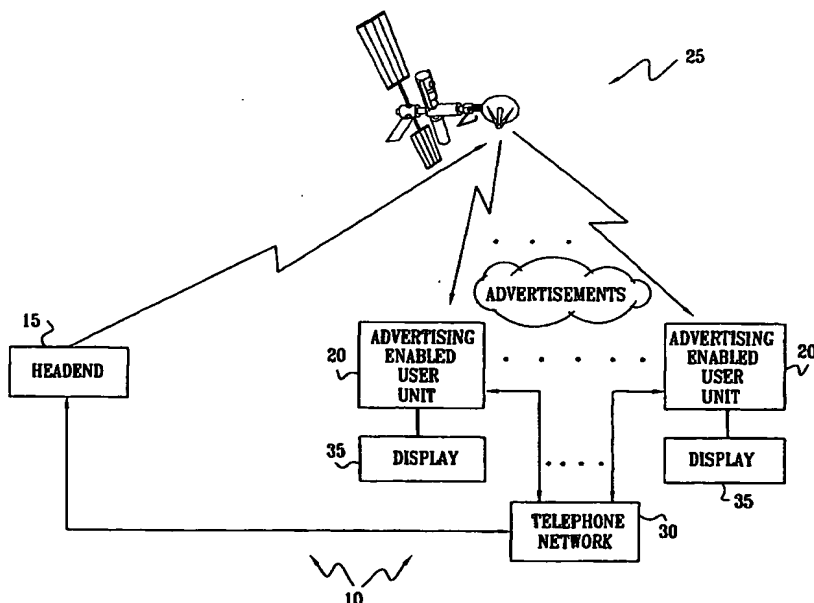 25
ADVERTISEMENTS
15
HEADEND
20
ADVERTISING
ENABLED
USER
UNIT
ADVERTISING
ENABLED
USER
UNIT
20
35
DISPLAY
DISPLAY
35
TELEPHONE
NETWORK
30
10